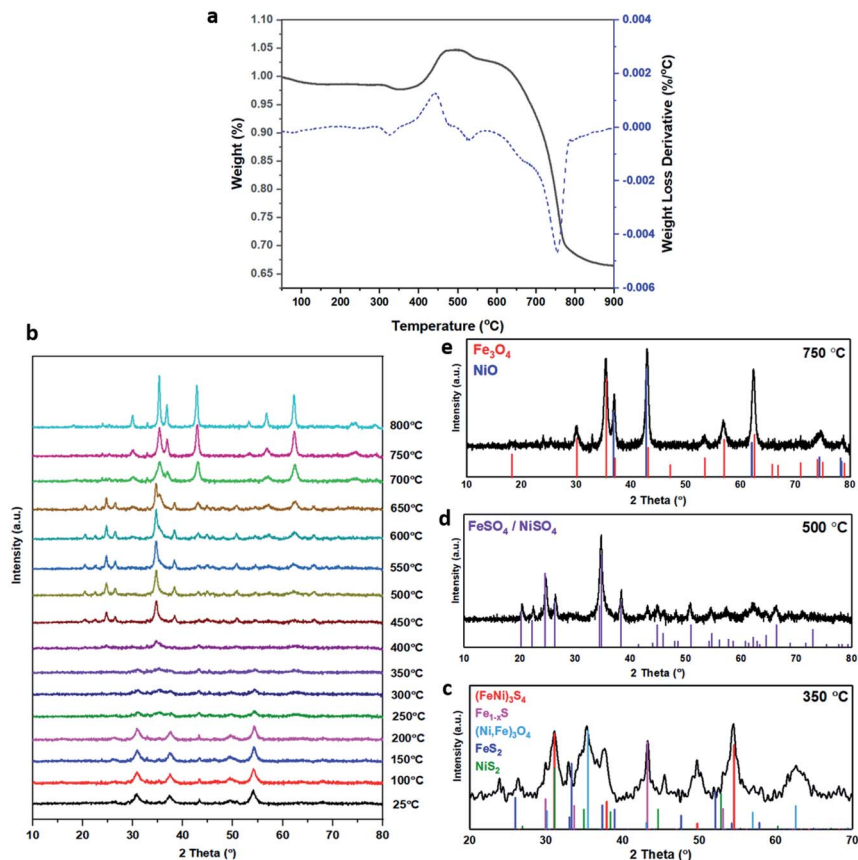 a
1.10
1.05
1.00
0.95
0.90
0.85
0.80
0.75
0.70
0.65
Weight (%)
0.004
0.002
0.000
-0.002
-0.004
-0.006
Weight Loss Derivative (%/°C)
100 200 300 400 500 600 700 800 900
Temperature (°C)
b
800°C
750°C
700°C
650°C
600°C
550°C
500°C
450°C
400°C
350°C
300°C
250°C
200°C
150°C
100°C
25°C
Intensity (a.u.)
10 20 30 40 50 60 70 80
2 Theta (°)
e
Fe3O4
NiO
750 °C
Intensity (a.u.)
10 20 30 40 50 60 70 80
2 Theta (°)
d
FeSO4 / NiSO4
500 °C
Intensity (a.u.)
10 20 30 40 50 60 70 80
2 Theta (°)
c
(FeNi)3S4
Fe1-xS
(Ni,Fe)3O4
FeS2
NiS2
350 °C
Intensity (a.u.)
20 30 40 50 60 70
2 Theta (°)